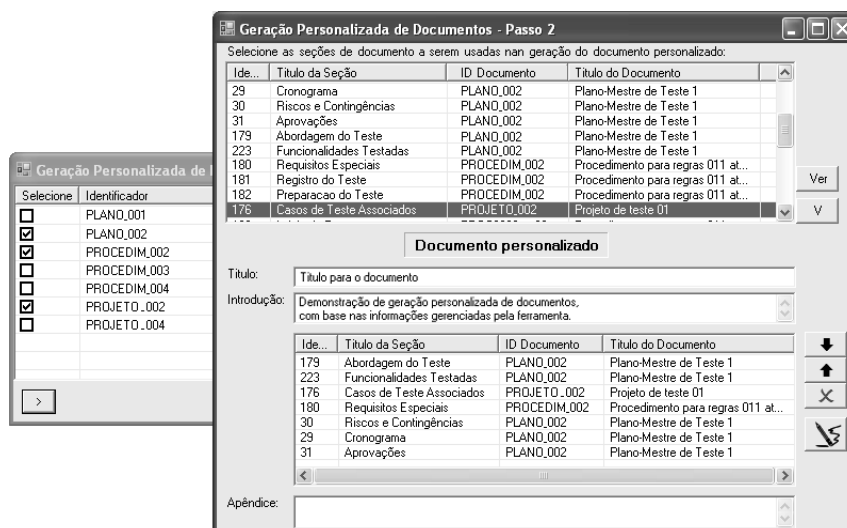 Geração Personalizada de Documentos - Passo 2
Selecione as seções de documento a serem usadas nan geração do documento personalizado:
Ide... Título da Seção ID Documento Título do Documento
29 Cronograma PLANO_002 Plano-Mestre de Teste 1
30 Riscos e Contingências PLANO_002 Plano-Mestre de Teste 1
31 Aprovações PLANO_002 Plano-Mestre de Teste 1
179 Abordagem do Teste PLANO_002 Plano-Mestre de Teste 1
223 Funcionalidades Testadas PLANO_002 Plano-Mestre de Teste 1
180 Requisitos Especiais PROCEDIM_002 Procedimento para regras 011 at...
181 Registro do Teste PROCEDIM_002 Procedimento para regras 011 at...
182 Preparacao do Teste PROCEDIM_002 Procedimento para regras 011 at...
176 Casos de Teste Associados PROJETO_002 Projeto de teste 01
Ver
V
Geração Personalizada de
Selecione Identificador
PLANO_001
PLANO_002
PROCEDIM_002
PROCEDIM_003
PROCEDIM_004
PROJETO_002
PROJETO_004
>
Documento personalizado
Título: Título para o documento
Introdução: Demonstração de geração personalizada de documentos,
com base nas informações gerenciadas pela ferramenta.
Ide... Título da Seção ID Documento Título do Documento
179 Abordagem do Teste PLANO_002 Plano-Mestre de Teste 1
223 Funcionalidades Testadas PLANO_002 Plano-Mestre de Teste 1
176 Casos de Teste Associados PROJETO_002 Projeto de teste 01
180 Requisitos Especiais PROCEDIM_002 Procedimento para regras 011 at...
30 Riscos e Contingências PLANO_002 Plano-Mestre de Teste 1
29 Cronograma PLANO_002 Plano-Mestre de Teste 1
31 Aprovações PLANO_002 Plano-Mestre de Teste 1
Apêndice: